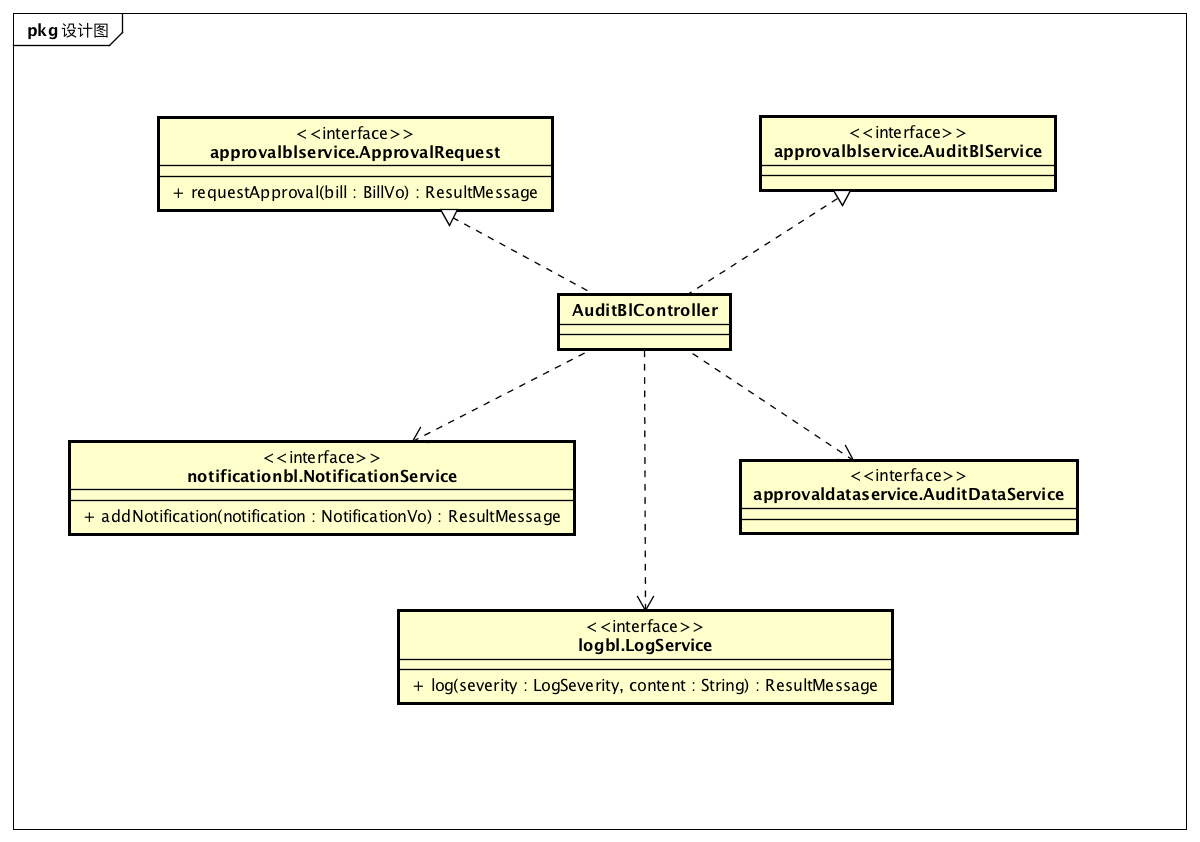 pkg 设计图
<<interface>>
approvalblservice.ApprovalRequest
+ requestApproval(bill : BillVo) : ResultMessage
<<interface>>
approvalblservice.AuditBlService
AuditBlController
<<interface>>
notificationbl.NotificationService
+ addNotification(notification : NotificationVo) : ResultMessage
<<interface>>
approvaldataservice.AuditDataService
<<interface>>
logbl.LogService
+ log(severity : LogSeverity, content : String) : ResultMessage